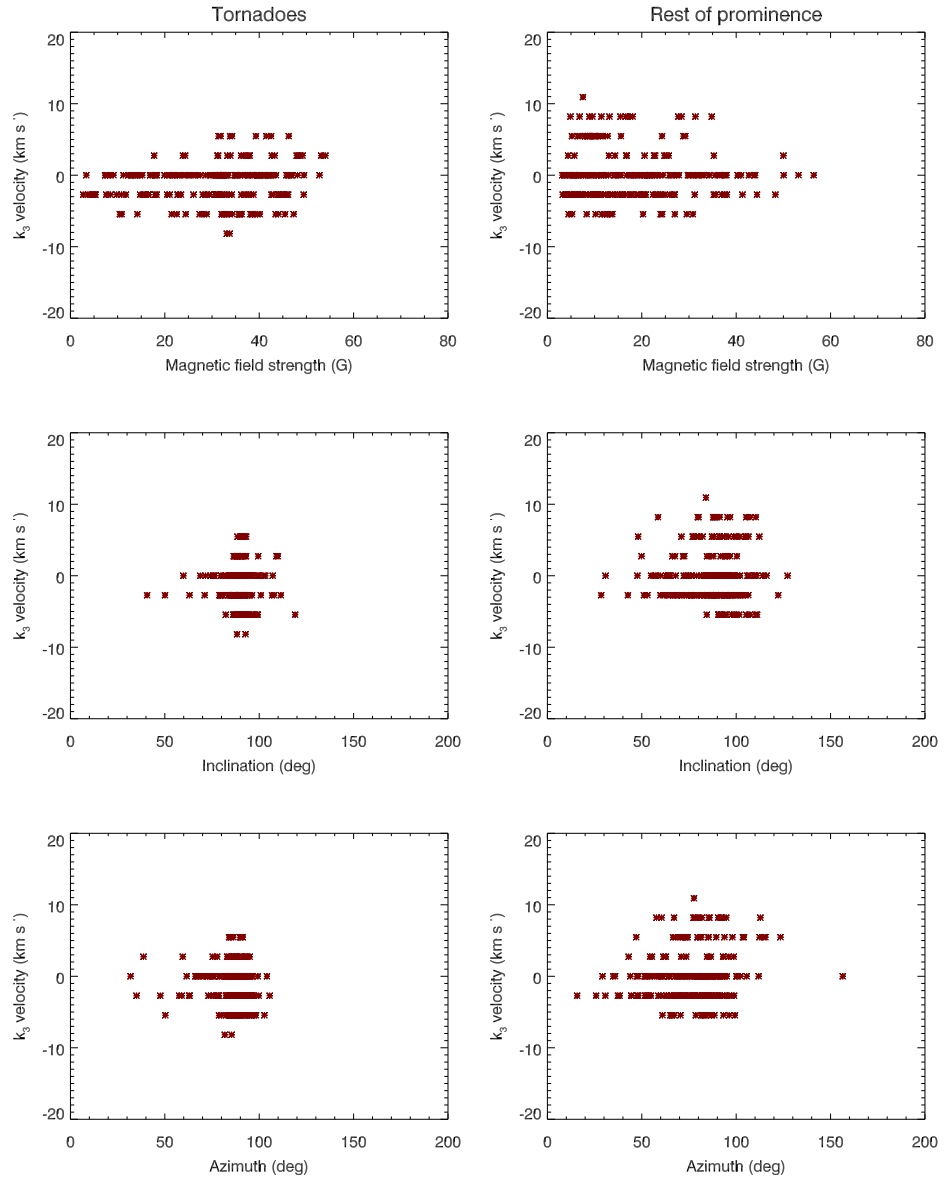 Tornadoes
Rest of prominence
20
10
0
-10
-20
k3 velocity (km s-1)
0 20 40 60 80
Magnetic field strength (G)
20
10
0
-10
-20
k3 velocity (km s-1)
0 20 40 60 80
Magnetic field strength (G)
20
10
0
-10
-20
k3 velocity (km s-1)
0 50 100 150 200
Inclination (deg)
20
10
0
-10
-20
k3 velocity (km s-1)
0 50 100 150 200
Inclination (deg)
20
10
0
-10
-20
k3 velocity (km s-1)
0 50 100 150 200
Azimuth (deg)
20
10
0
-10
-20
k3 velocity (km s-1)
0 50 100 150 200
Azimuth (deg)